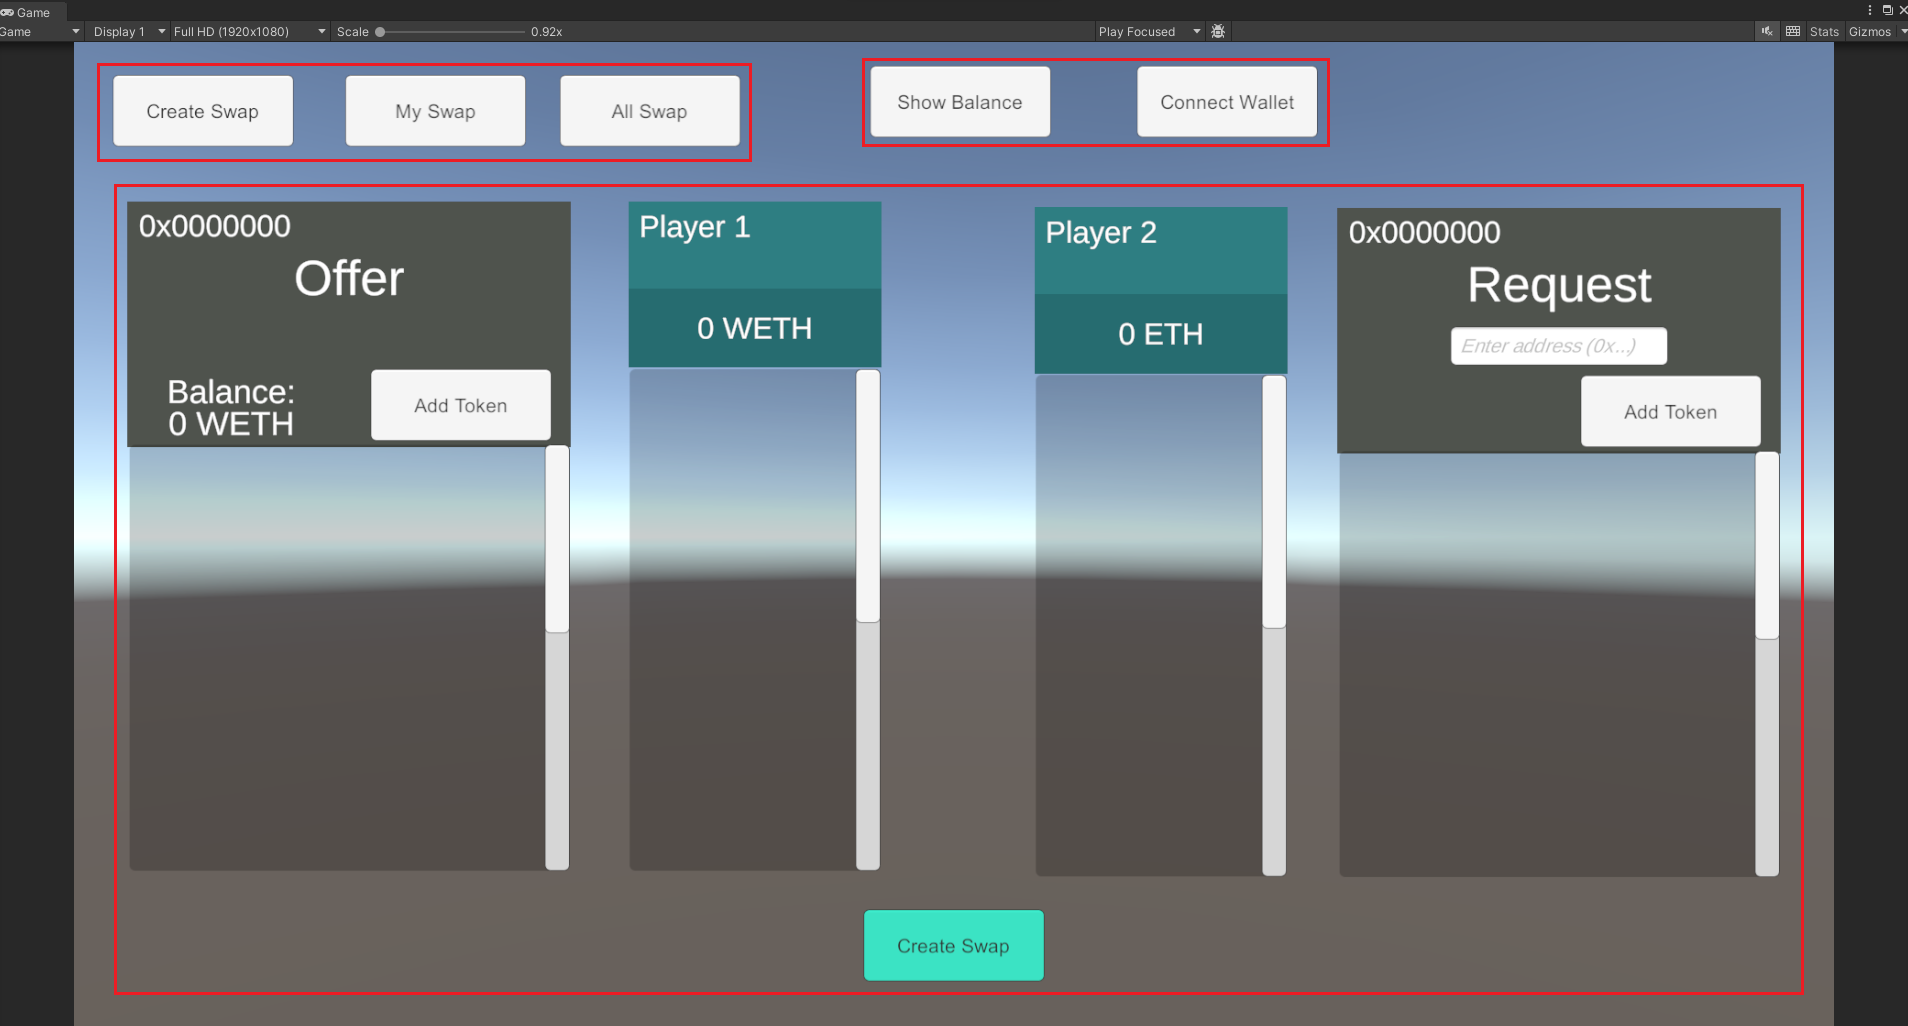 Game
Game
Display 1
Full HD (1920x1080)
Scale
0.92x
Play Focused
Stats
Gizmos
Create Swap
My Swap
All Swap
Show Balance
Connect Wallet
0x0000000
Offer
Balance:
0 WETH
Add Token
Player 1
0 WETH
Player 2
0 ETH
0x0000000
Request
Enter address (0x...)
Add Token
Create Swap